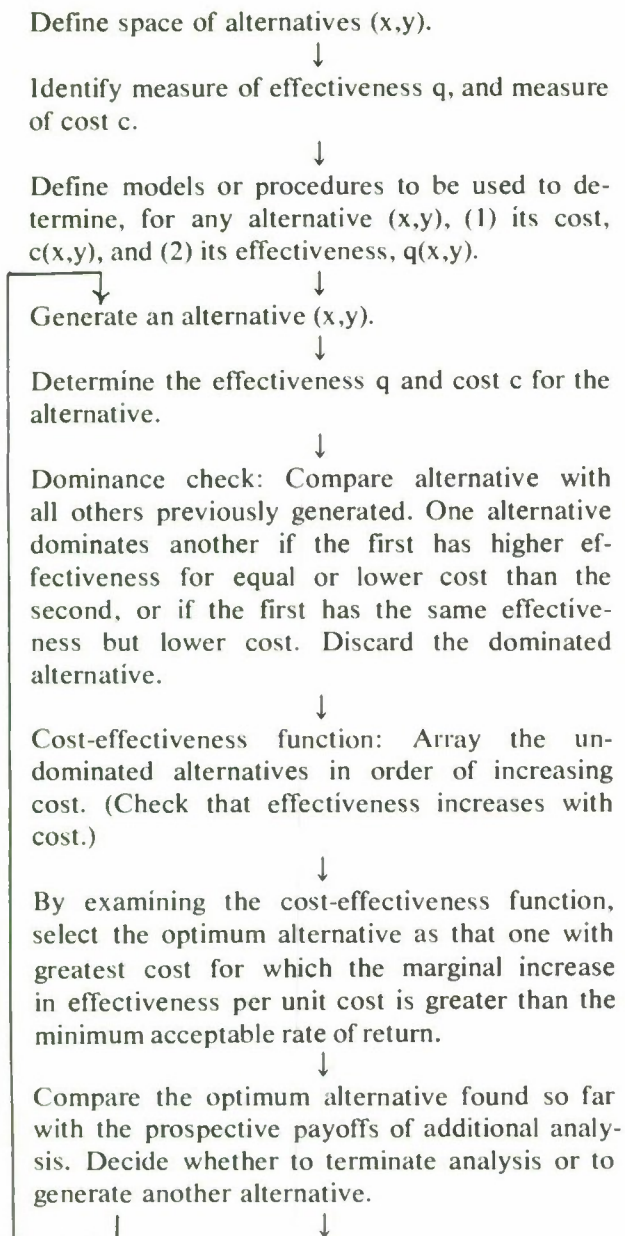 Define space of alternatives (x,y).
↓
Identify measure of effectiveness q, and measure
of cost c.
↓
Define models or procedures to be used to de-
termine, for any alternative (x,y), (1) its cost,
c(x,y), and (2) its effectiveness, q(x,y).
↓
Generate an alternative (x,y).
↓
Determine the effectiveness q and cost c for the
alternative.
↓
Dominance check: Compare alternative with
all others previously generated. One alternative
dominates another if the first has higher ef-
fectiveness for equal or lower cost than the
second, or if the first has the same effective-
ness but lower cost. Discard the dominated
alternative.
↓
Cost-effectiveness function: Array the un-
dominated alternatives in order of increasing
cost. (Check that effectiveness increases with
cost.)
↓
By examining the cost-effectiveness function,
select the optimum alternative as that one with
greatest cost for which the marginal increase
in effectiveness per unit cost is greater than the
minimum acceptable rate of return.
↓
Compare the optimum alternative found so far
with the prospective payoffs of additional analy-
sis. Decide whether to terminate analysis or to
generate another alternative.
↓